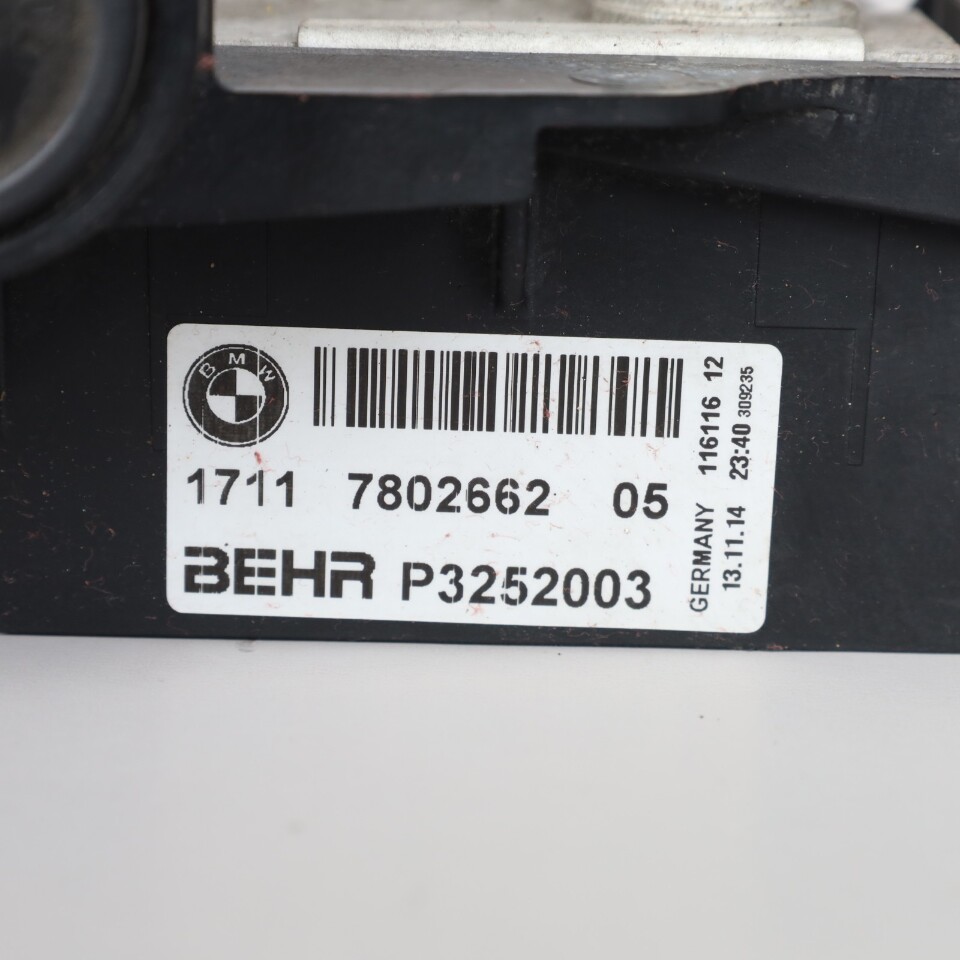 BMW
1711 7802662 05
BEHR P3252003
GERMANY 116116 12
13.11.14 23:40 309235